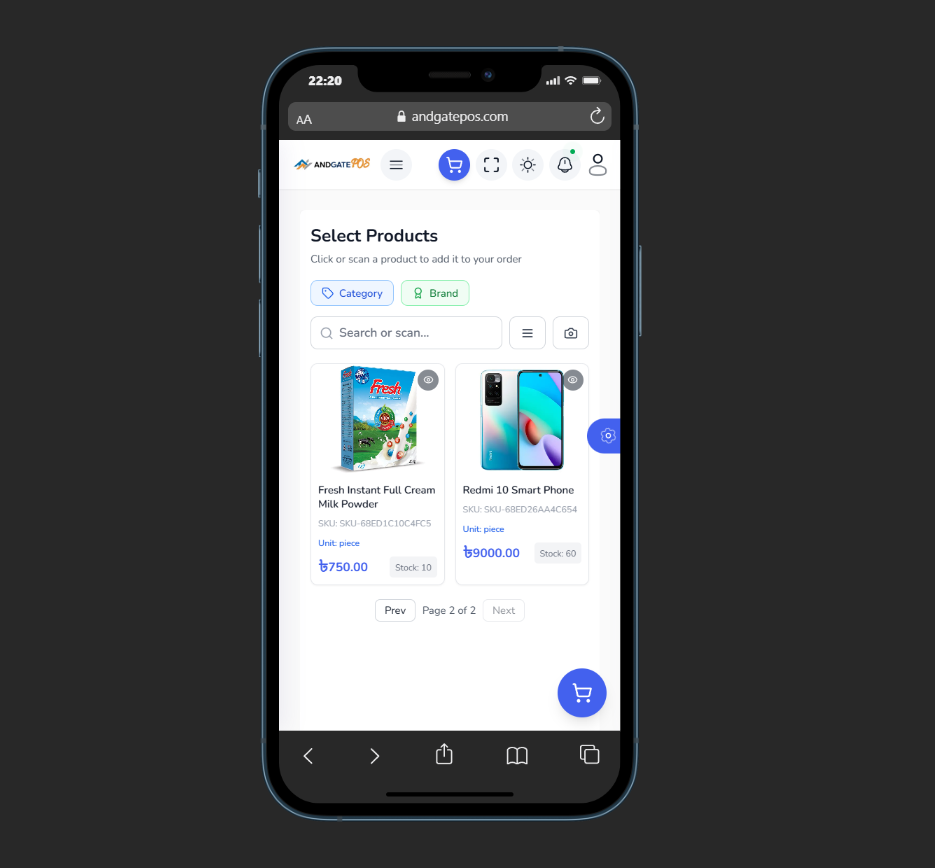 22:20
AA
andgatepos.com
ANDGATE POS
Select Products
Click or scan a product to add it to your order
Category
Brand
Search or scan...
Fresh
Fresh Instant Full Cream
Milk Powder
SKU: SKU-68ED1C10C4FC5
Unit: piece
৳750.00
Stock: 10
Redmi 10 Smart Phone
SKU: SKU-68ED26AA4C654
Unit: piece
৳9000.00
Stock: 60
Prev
Page 2 of 2
Next